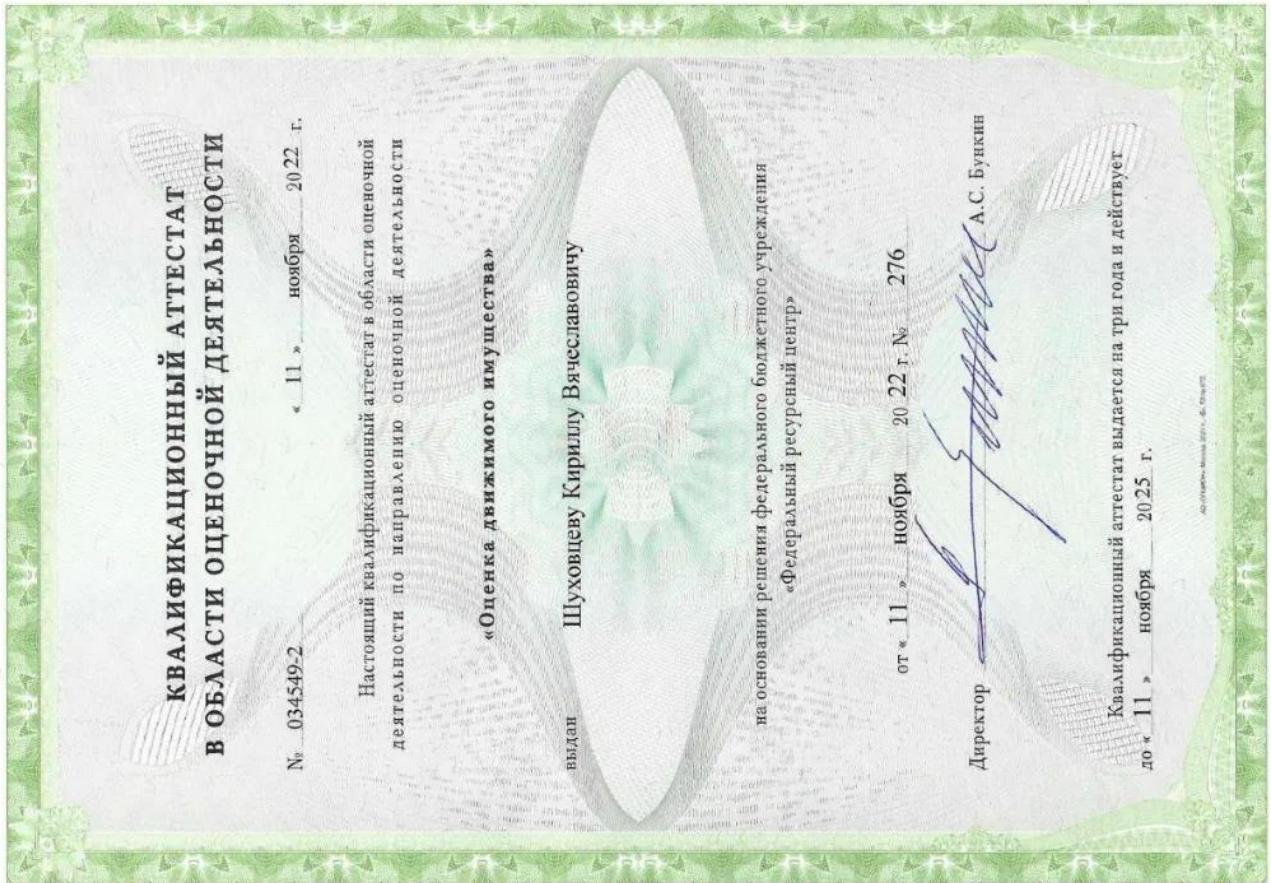 КВАЛИФИКАЦИОННЫЙ АТТЕСТАТ
В ОБЛАСТИ ОЦЕНОЧНОЙ ДЕЯТЕЛЬНОСТИ
№ 034549-2 « 11 » ноября 2022 г.
Настоящий квалификационный аттестат в области оценочной
деятельности по направлению оценочной деятельности
«Оценка движимого имущества»
выдан Шуховцеву Кириллу Вячеславовичу
на основании решения федерального бюджетного учреждения
«Федеральный ресурсный центр»
от « 11 » ноября 20 22 г. № 276
Директор А.С. Бункин
Квалификационный аттестат выдается на три года и действует
до « 11 » ноября 2025 г.